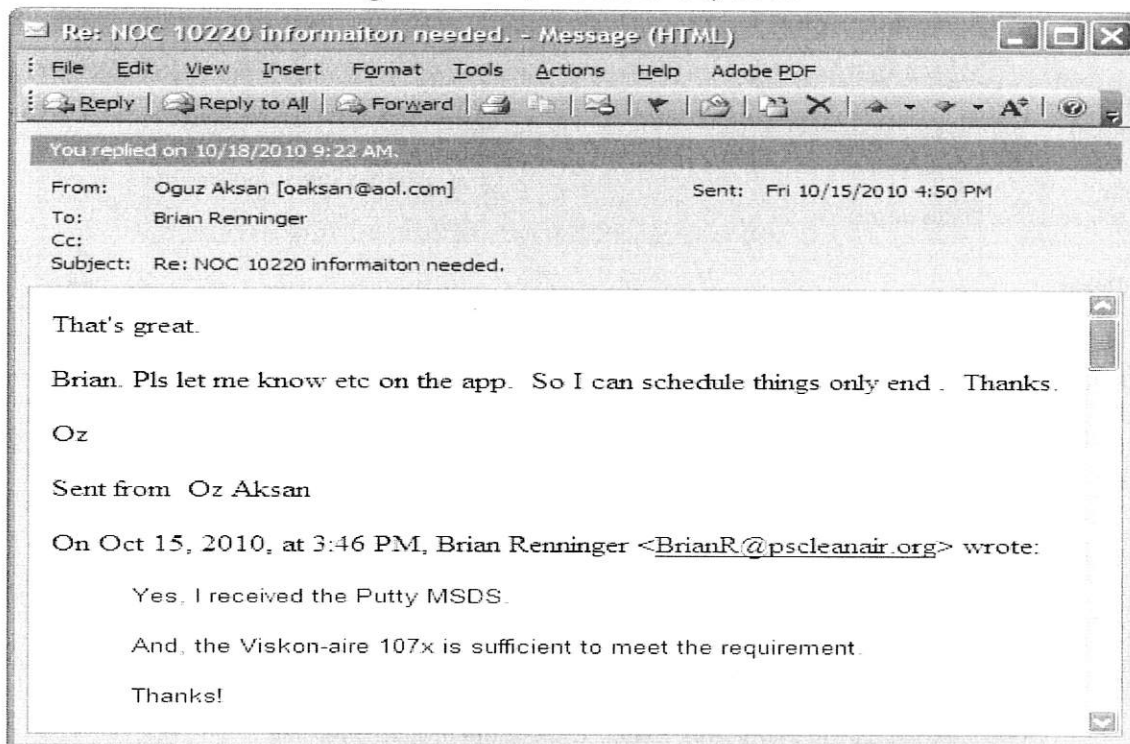 Re: NOC 10220 informaiton needed. - Message (HTML)
File Edit View Insert Format Tools Actions Help Adobe PDF
Reply Reply to All Forward A
You replied on 10/18/2010 9:22 AM.
From: Oguz Aksan [oaksan@aol.com] Sent: Fri 10/15/2010 4:50 PM
To: Brian Renninger
Cc:
Subject: Re: NOC 10220 informaiton needed.
That's great.
Brian. Pls let me know etc on the app. So I can schedule things only end . Thanks.
Oz
Sent from Oz Aksan
On Oct 15, 2010, at 3:46 PM, Brian Renninger <BrianR@pscleanair.org> wrote:
Yes, I received the Putty MSDS.
And, the Viskon-aire 107x is sufficient to meet the requirement.
Thanks!